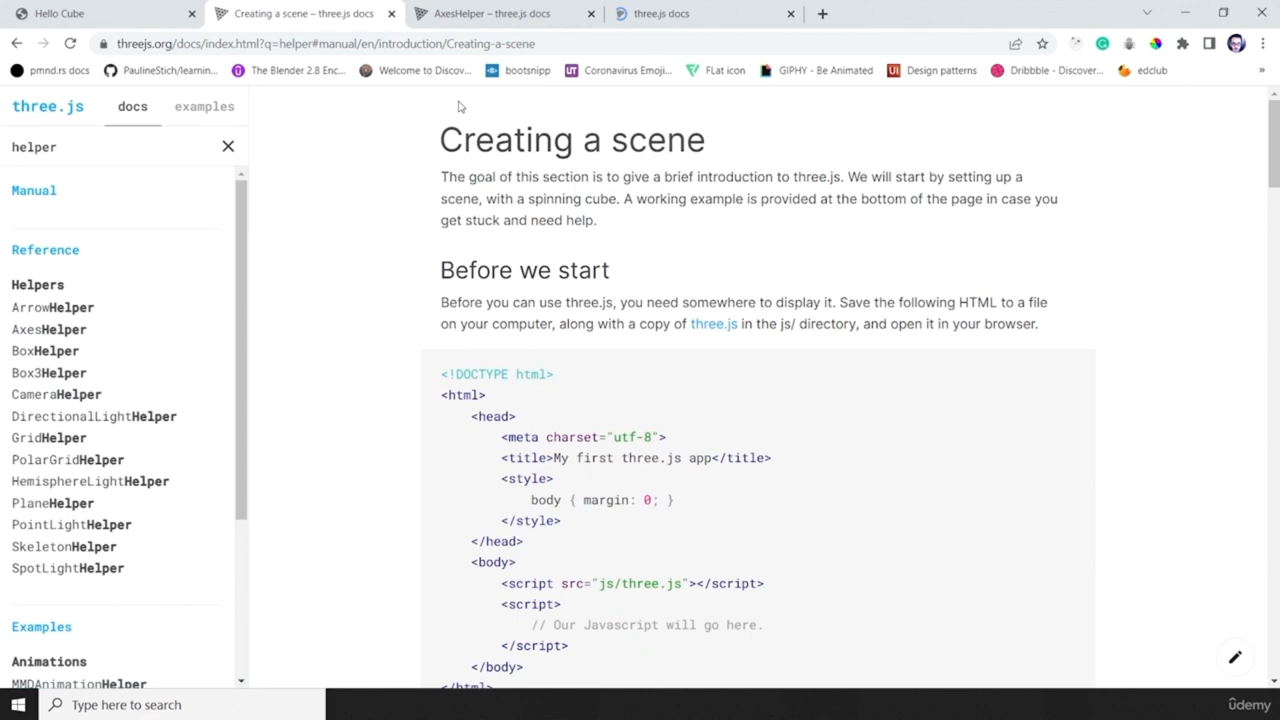 Hello Cube
Creating a scene – three.js docs
AxesHelper – three.js docs
three.js docs
threejs.org/docs/index.html?q=helper#manual/en/introduction/Creating-a-scene
pmnd.rs docs
PaulineStich/learnin...
The Blender 2.8 Enc...
Welcome to Discov...
bootsnipp
Coronavirus Emoji...
FLat icon
GIPHY - Be Animated
Design patterns
Dribbble - Discover...
edclub
»
three.js
docs
examples
helper
Manual
Reference
Helpers
ArrowHelper
AxesHelper
BoxHelper
Box3Helper
CameraHelper
DirectionalLightHelper
GridHelper
PolarGridHelper
HemisphereLightHelper
PlaneHelper
PointLightHelper
SkeletonHelper
SpotLightHelper
Examples
Animations
MMDAnimationHelper
Creating a scene
The goal of this section is to give a brief introduction to three.js. We will start by setting up a
scene, with a spinning cube. A working example is provided at the bottom of the page in case you
get stuck and need help.
Before we start
Before you can use three.js, you need somewhere to display it. Save the following HTML to a file
on your computer, along with a copy of three.js in the js/ directory, and open it in your browser.
<!DOCTYPE html>
<html>
<head>
<meta charset="utf-8">
<title>My first three.js app</title>
<style>
body { margin: 0; }
</style>
</head>
<body>
<script src="js/three.js"></script>
<script>
// Our Javascript will go here.
</script>
</body>
</html>
Type here to search
ûdemy